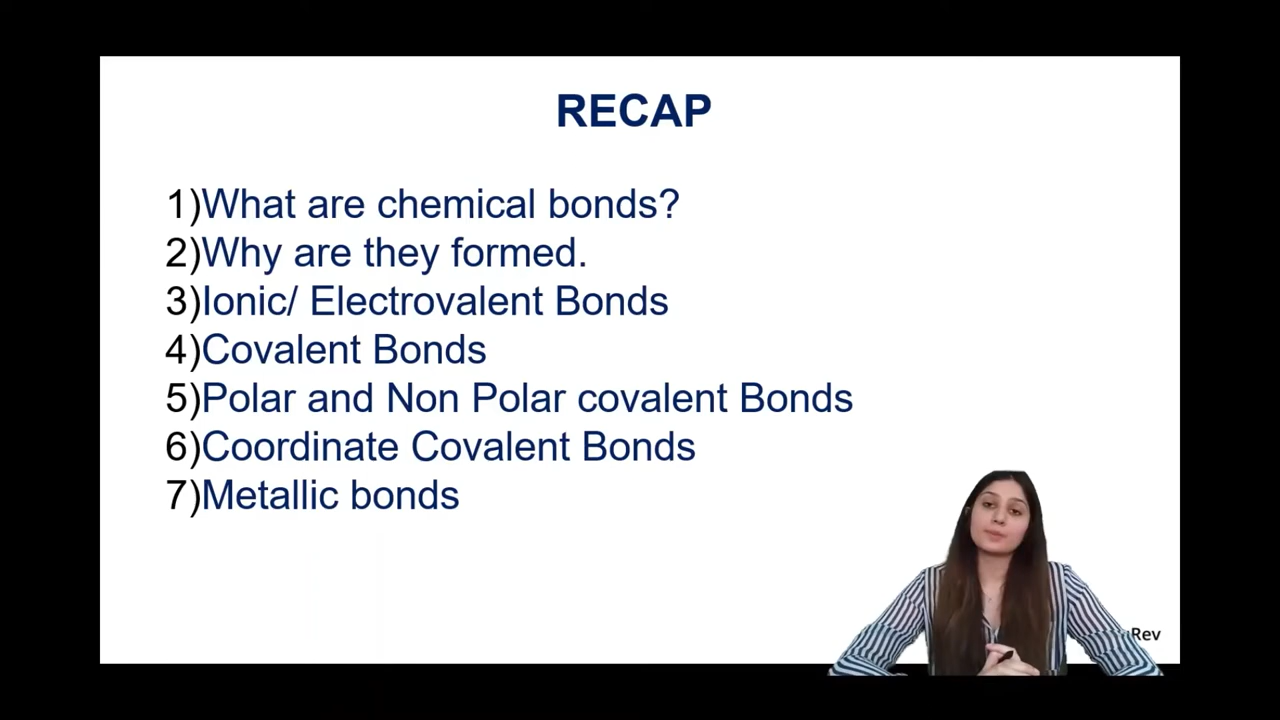 RECAP
1)What are chemical bonds?
2)Why are they formed.
3)Ionic/ Electrovalent Bonds
4)Covalent Bonds
5)Polar and Non Polar covalent Bonds
6)Coordinate Covalent Bonds
7)Metallic bonds